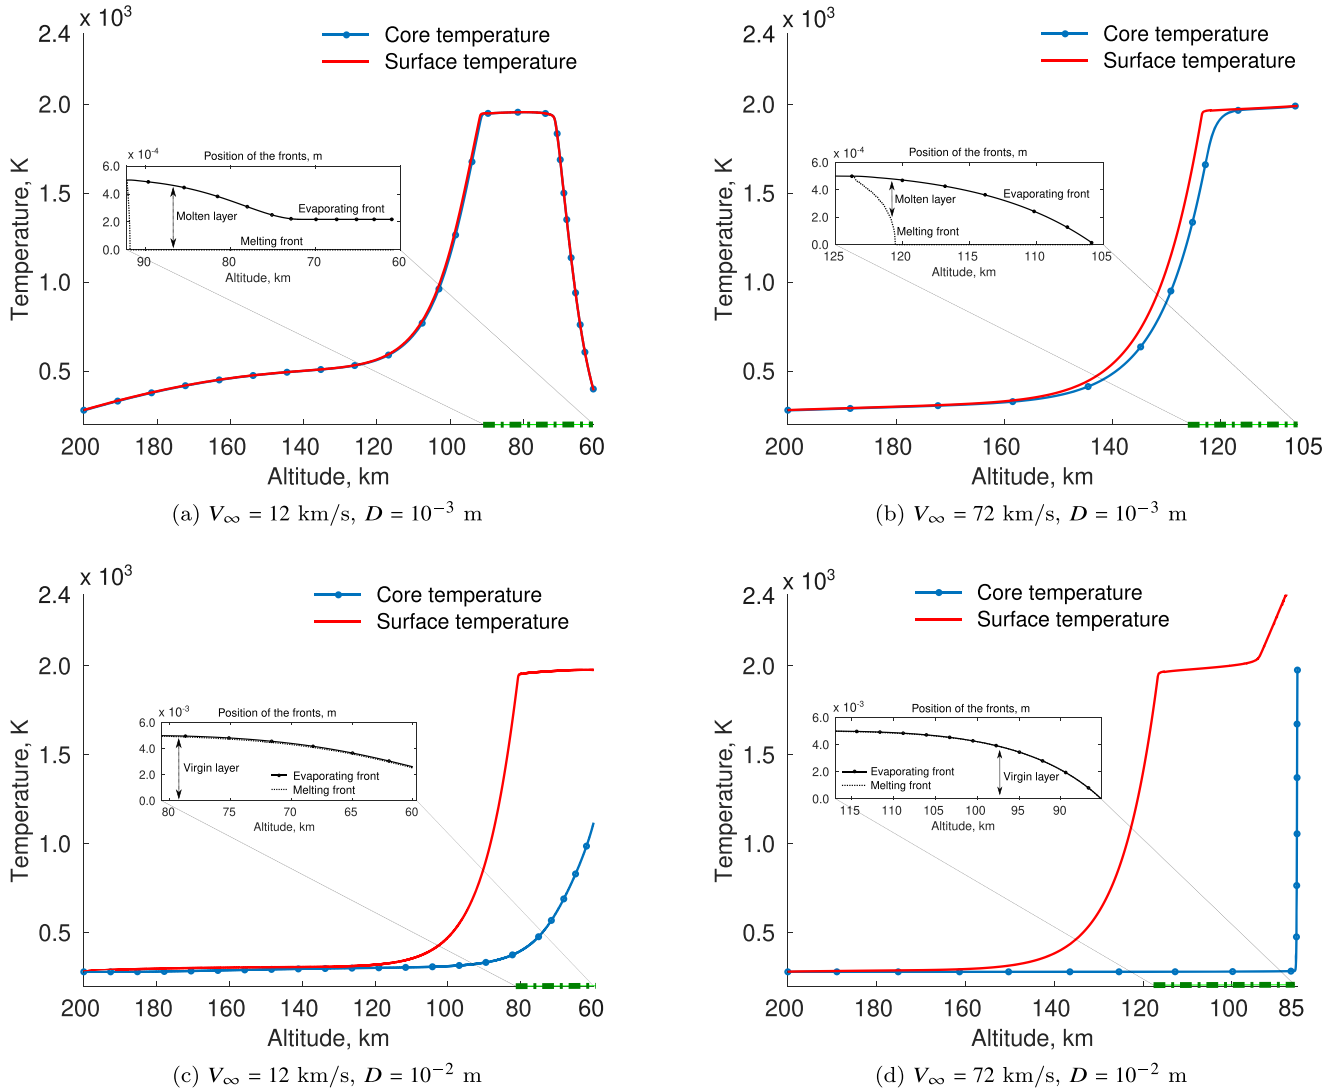 x 10³
2.4
2.0
1.5
1.0
0.5
Temperature, K
Core temperature
Surface temperature
x 10⁻⁴
Position of the fronts, m
6.0
4.0
2.0
0.0
Molten layer
Evaporating front
Melting front
90 80 70 60
Altitude, km
200 180 160 140 120 100 80 60
Altitude, km
(a) V∞ = 12 km/s, D = 10⁻³ m
x 10³
2.4
2.0
1.5
1.0
0.5
Temperature, K
Core temperature
Surface temperature
x 10⁻⁴
Position of the fronts, m
6.0
4.0
2.0
0.0
Evaporating front
Molten layer
Melting front
125 120 115 110 105
Altitude, km
200 180 160 140 120 105
Altitude, km
(b) V∞ = 72 km/s, D = 10⁻³ m
x 10³
2.4
2.0
1.5
1.0
0.5
Temperature, K
Core temperature
Surface temperature
x 10⁻³
Position of the fronts, m
6.0
4.0
2.0
0.0
Virgin layer
Evaporating front
Melting front
80 75 70 65 60
Altitude, km
200 180 160 140 120 100 80 60
Altitude, km
(c) V∞ = 12 km/s, D = 10⁻² m
x 10³
2.4
2.0
1.5
1.0
0.5
Temperature, K
Core temperature
Surface temperature
x 10⁻³
Position of the fronts, m
6.0
4.0
2.0
0.0
Evaporating front
Melting front
Virgin layer
115 110 105 100 95 90
Altitude, km
200 180 160 140 120 100 85
Altitude, km
(d) V∞ = 72 km/s, D = 10⁻² m